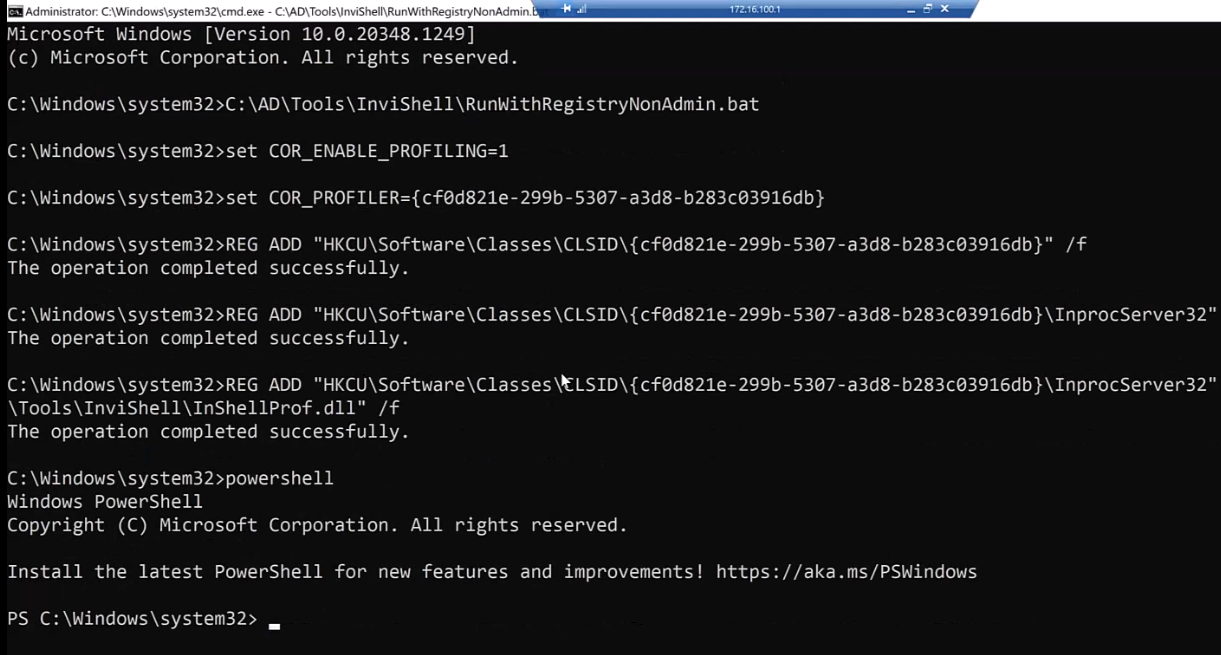 Administrator: C:\Windows\system32\cmd.exe - C:\AD\Tools\InviShell\RunWithRegistryNonAdmin.bat
172.16.100.1
Microsoft Windows [Version 10.0.20348.1249]
(c) Microsoft Corporation. All rights reserved.
C:\Windows\system32>C:\AD\Tools\InviShell\RunWithRegistryNonAdmin.bat
C:\Windows\system32>set COR_ENABLE_PROFILING=1
C:\Windows\system32>set COR_PROFILER={cf0d821e-299b-5307-a3d8-b283c03916db}
C:\Windows\system32>REG ADD "HKCU\Software\Classes\CLSID\{cf0d821e-299b-5307-a3d8-b283c03916db}" /f
The operation completed successfully.
C:\Windows\system32>REG ADD "HKCU\Software\Classes\CLSID\{cf0d821e-299b-5307-a3d8-b283c03916db}\InprocServer32"
The operation completed successfully.
C:\Windows\system32>REG ADD "HKCU\Software\Classes\CLSID\{cf0d821e-299b-5307-a3d8-b283c03916db}\InprocServer32"
\Tools\InviShell\InShellProf.dll" /f
The operation completed successfully.
C:\Windows\system32>powershell
Windows PowerShell
Copyright (C) Microsoft Corporation. All rights reserved.
Install the latest PowerShell for new features and improvements! https://aka.ms/PSWindows
PS C:\Windows\system32>